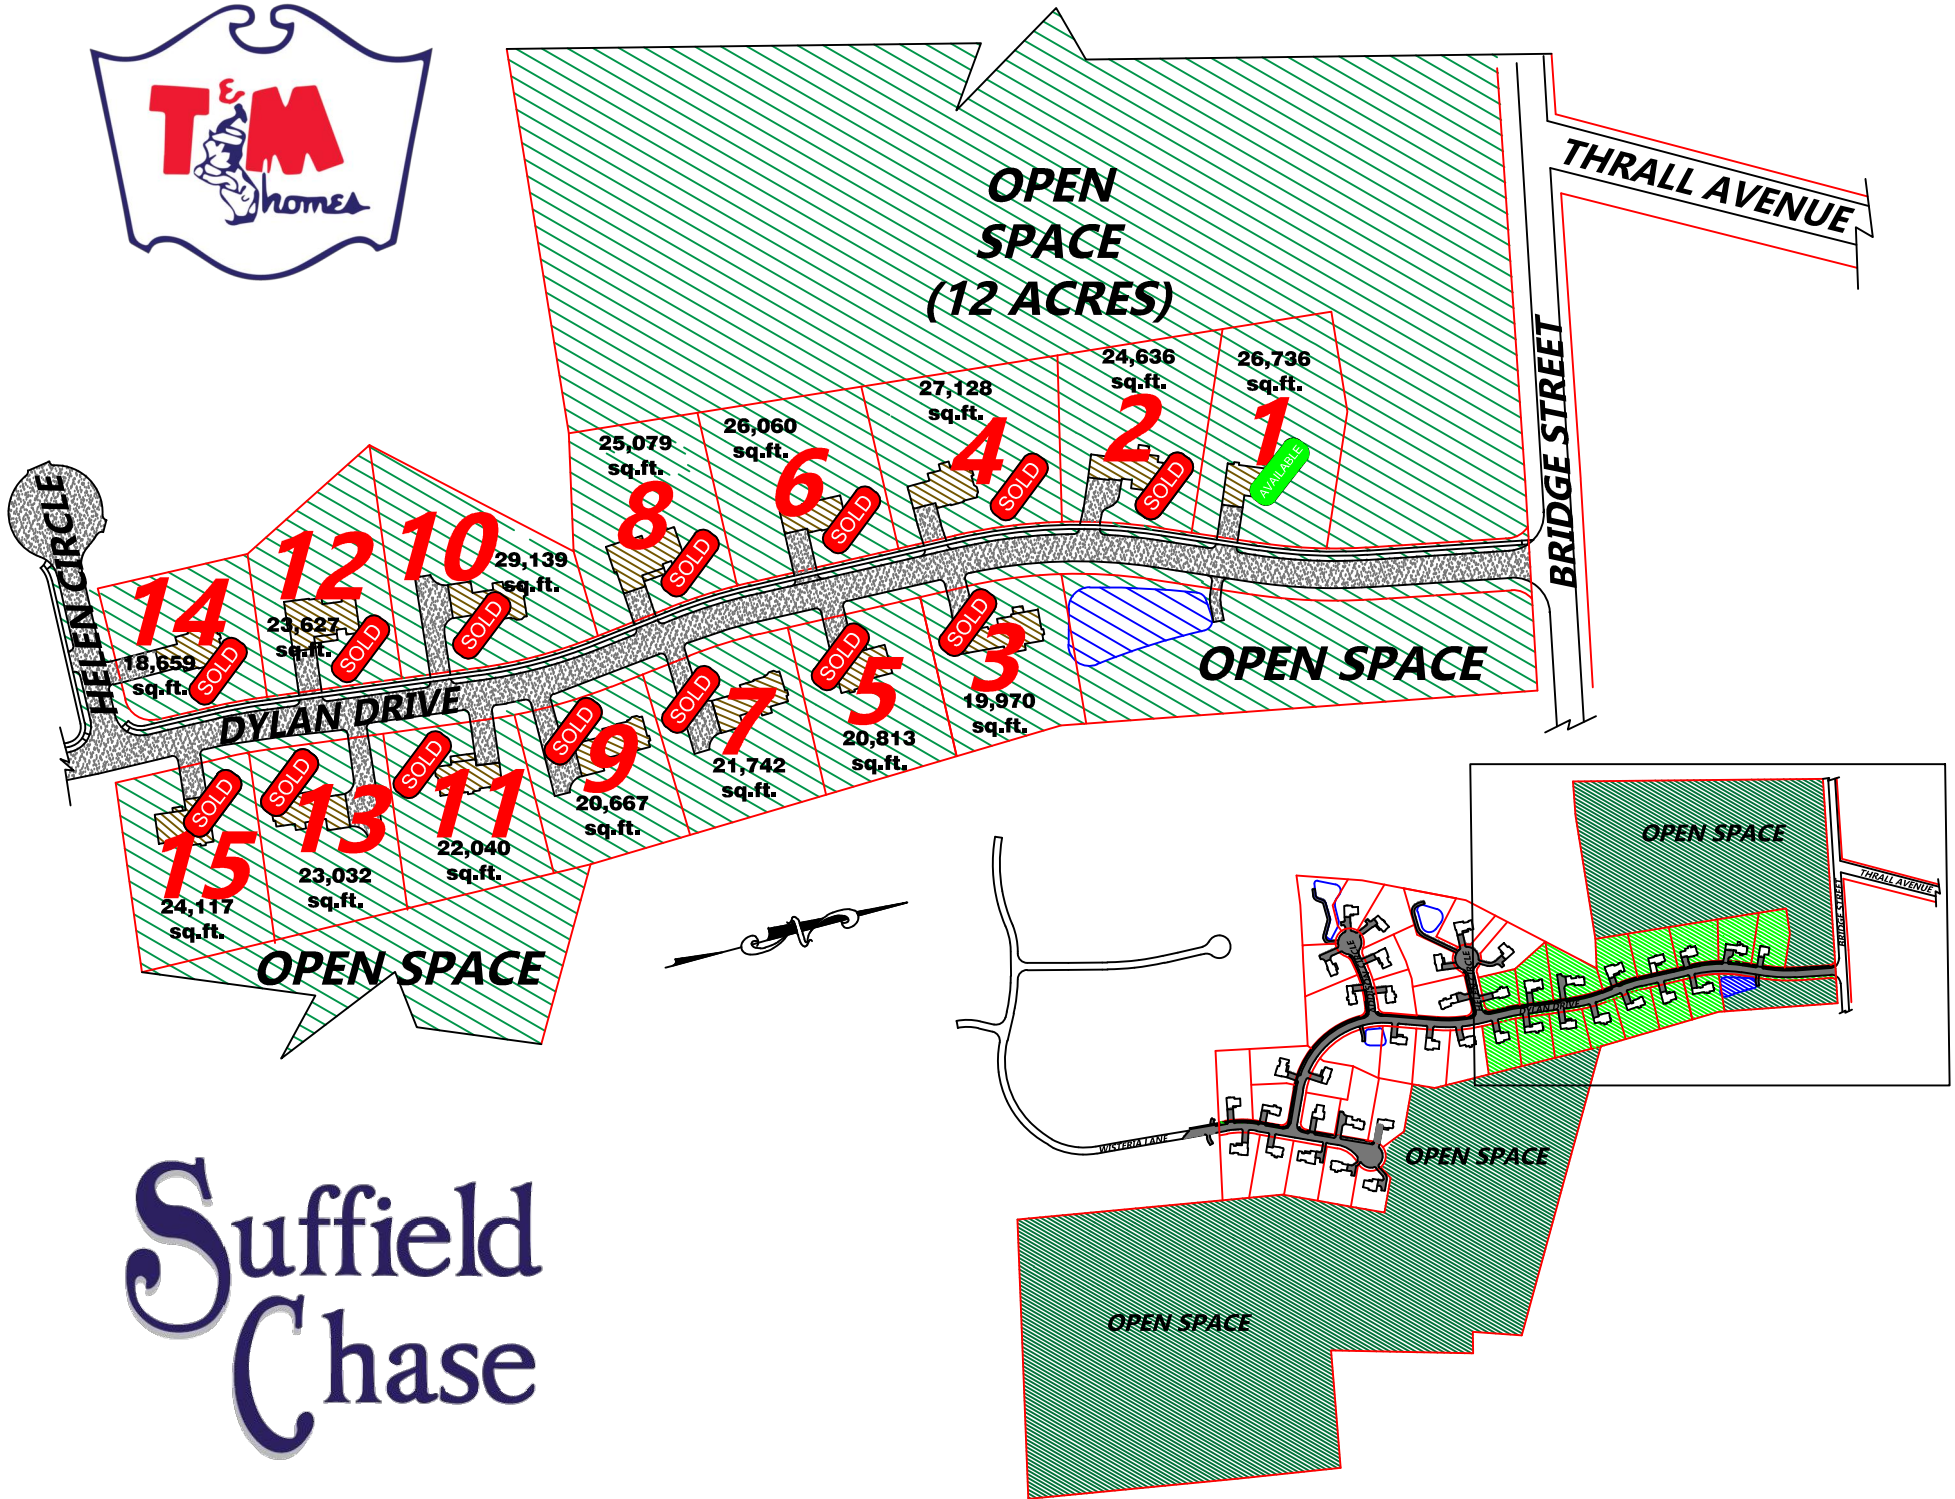 T&M
homes
OPEN
SPACE
(12 ACRES)
THRALL AVENUE
BRIDGE STREET
HELEN CIRCLE
DYLAN DRIVE
26,736
sq.ft.
1
AVAILABLE
24,636
sq.ft.
2
SOLD
27,128
sq.ft.
4
SOLD
26,060
sq.ft.
6
SOLD
25,079
sq.ft.
8
SOLD
10
29,139
sq.ft.
SOLD
12
23,627
sq.ft.
SOLD
14
18,659
sq.ft.
SOLD
SOLD
3
19,970
sq.ft.
OPEN SPACE
SOLD
5
20,813
sq.ft.
SOLD
7
21,742
sq.ft.
SOLD
9
20,667
sq.ft.
SOLD
11
22,040
sq.ft.
SOLD
13
23,032
sq.ft.
SOLD
15
24,117
sq.ft.
OPEN SPACE
OPEN SPACE
THRALL AVENUE
BRIDGE STREET
DYLAN DRIVE
WISTERIA LANE
OPEN SPACE
OPEN SPACE
Suffield
Chase